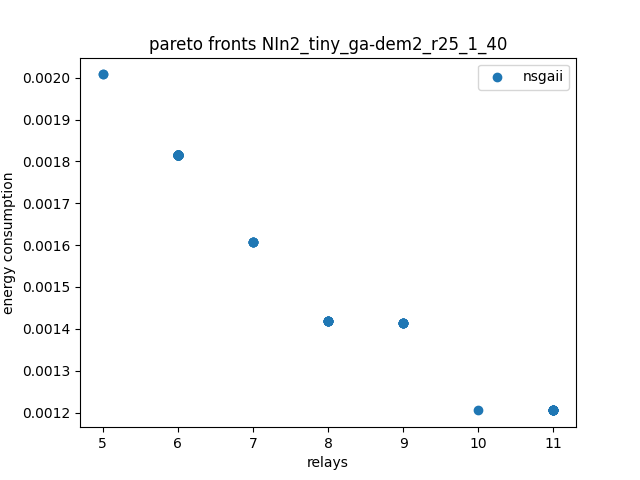 pareto fronts NIn2_tiny_ga-dem2_r25_1_40
nsgaii
energy consumption
0.0020
0.0019
0.0018
0.0017
0.0016
0.0015
0.0014
0.0013
0.0012
5 6 7 8 9 10 11
relays